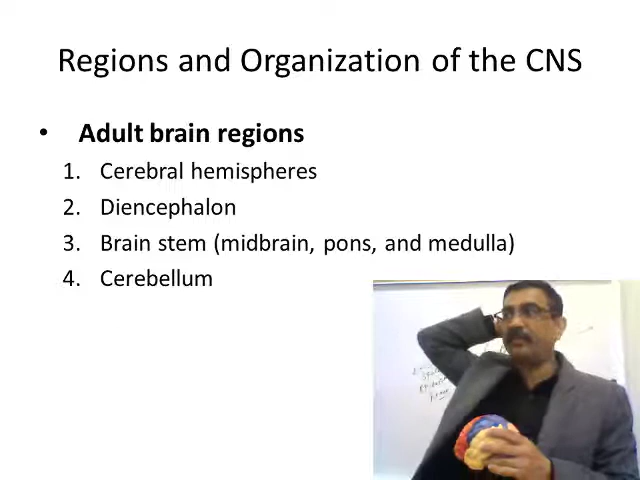 Regions and Organization of the CNS
• Adult brain regions
1. Cerebral hemispheres
2. Diencephalon
3. Brain stem (midbrain, pons, and medulla)
4. Cerebellum